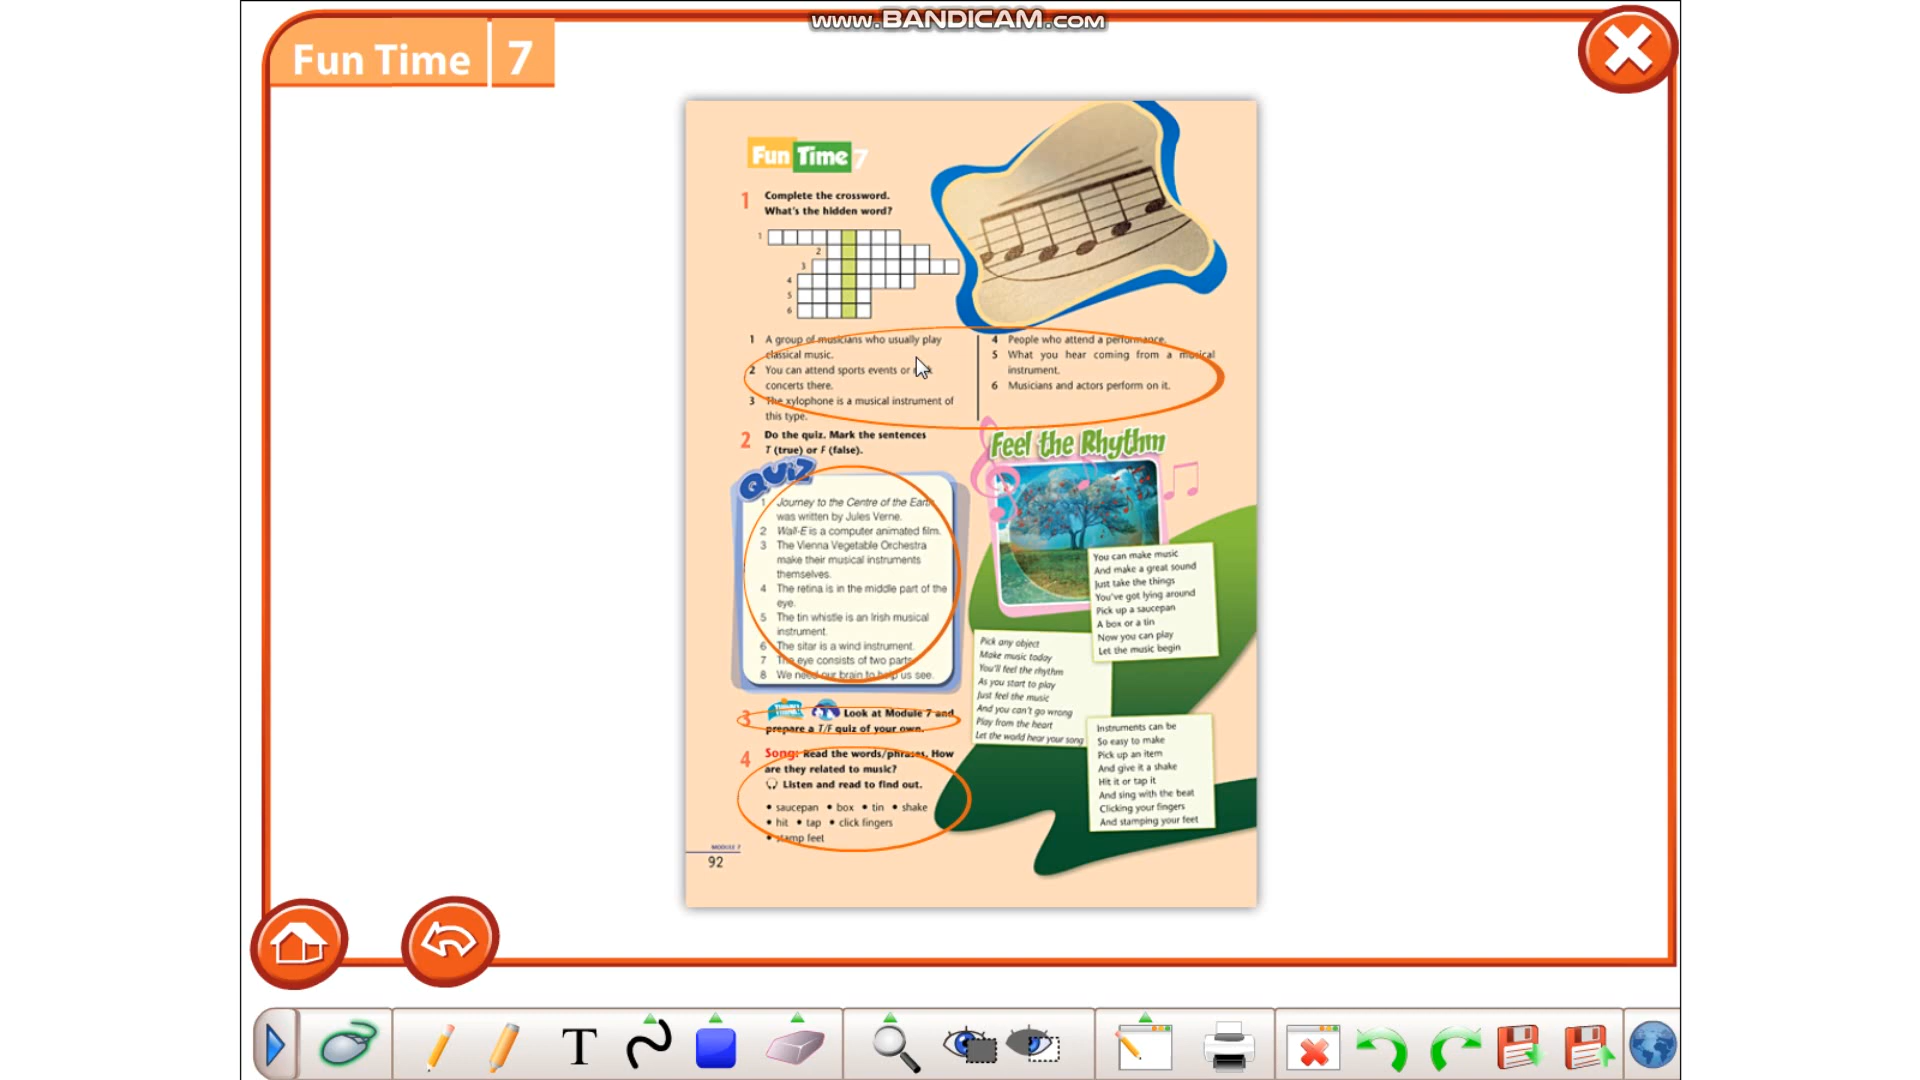 www.BANDICAM.com
Fun Time 7
Fun Time 7
1 Complete the crossword.
What's the hidden word?
1
2
3
4
5
6
1 A group of musicians who usually play
classical music.
2 You can attend sports events or rock
concerts there.
3 The xylophone is a musical instrument of
this type.
4 People who attend a performance.
5 What you hear coming from a musical
instrument.
6 Musicians and actors perform on it.
2 Do the quiz. Mark the sentences
T (true) or F (false).
QUIZ
1 Journey to the Centre of the Earth
was written by Jules Verne.
2 Wall-E is a computer animated film.
3 The Vienna Vegetable Orchestra
make their musical instruments
themselves.
4 The retina is in the middle part of the
eye.
5 The tin whistle is an Irish musical
instrument.
6 The sitar is a wind instrument.
7 The eye consists of two parts.
8 We need our brain to help us see.
3 Look at Module 7 and
prepare a T/F quiz of your own.
4 Song: Read the words/phrases. How
are they related to music?
Listen and read to find out.
• saucepan • box • tin • shake
• hit • tap • click fingers
• stamp feet
MODULE 7
92
Feel the Rhythm
You can make music
And make a great sound
Just take the things
You've got lying around
Pick up a saucepan
A box or a tin
Now you can play
Let the music begin
Pick any object
Make music today
You'll feel the rhythm
As you start to play
Just feel the music
And you can't go wrong
Play from the heart
Let the world hear your song
Instruments can be
So easy to make
Pick up an item
And give it a shake
Hit it or tap it
And sing with the beat
Clicking your fingers
And stamping your feet
T